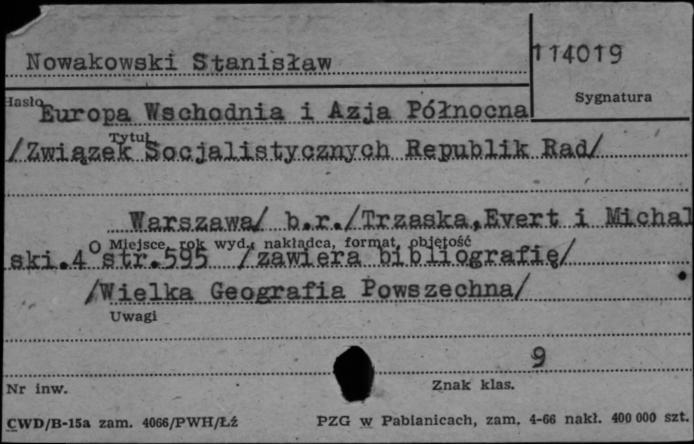 Nowakowski Stanisław
114019
Hasło
Sygnatura
Europa Wschodnia i Azja Północna
Tytuł
/Związek Socjalistycznych Republik Rad/
Warszawa/ b.r./Trzaska,Evert i Michal
Miejsce, rok wyd., nakładca, format, objętość
ski.4° str.595 /zawiera bibliografię/
/Wielka Geografia Powszechna/
Uwagi
9
Nr inw.
Znak klas.
CWD/B-15a zam. 4066/PWH/Łź
PZG w Pabianicach, zam. 4-66 nakł. 400 000 szt.